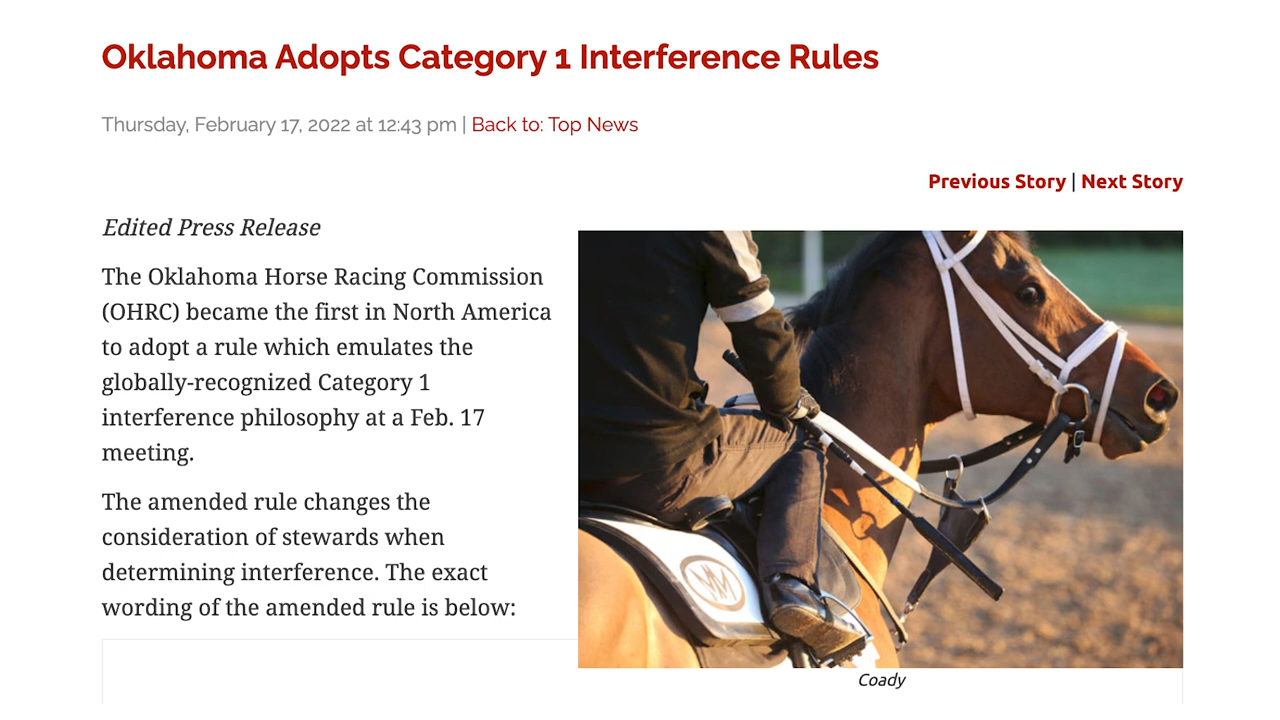 Oklahoma Adopts Category 1 Interference Rules
Thursday, February 17, 2022 at 12:43 pm | Back to: Top News
Previous Story | Next Story
Edited Press Release
The Oklahoma Horse Racing Commission
(OHRC) became the first in North America
to adopt a rule which emulates the
globally-recognized Category 1
interference philosophy at a Feb. 17
meeting.
The amended rule changes the
consideration of stewards when
determining interference. The exact
wording of the amended rule is below:
Coady